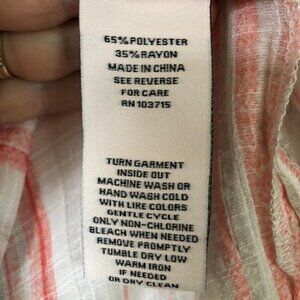 65% POLYESTER
35% RAYON
MADE IN CHINA
SEE REVERSE
FOR CARE
RN 103715
TURN GARMENT
INSIDE OUT
MACHINE WASH OR
HAND WASH COLD
WITH LIKE COLORS
GENTLE CYCLE
ONLY NON-CHLORINE
BLEACH WHEN NEEDED
REMOVE PROMPTLY
TUMBLE DRY LOW
WARM IRON
IF NEEDED
OR DRY CLEAN